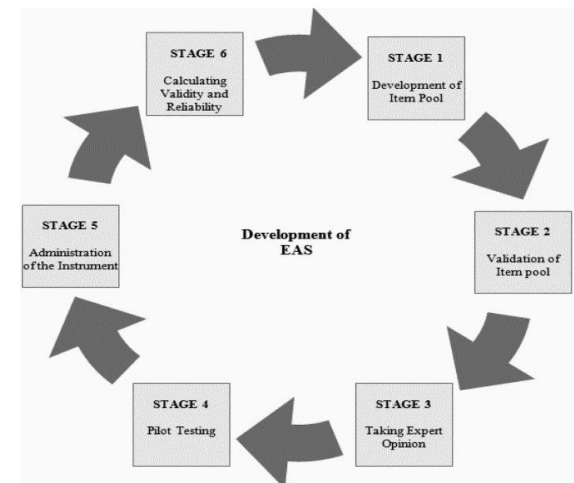 STAGE 1
Development of
Item Pool
STAGE 2
Validation of
Item pool
STAGE 3
Taking Expert
Opinion
STAGE 4
Pilot Testing
STAGE 5
Administration
of the Instrument
STAGE 6
Calculating
Validity and
Reliability
Development of
EAS